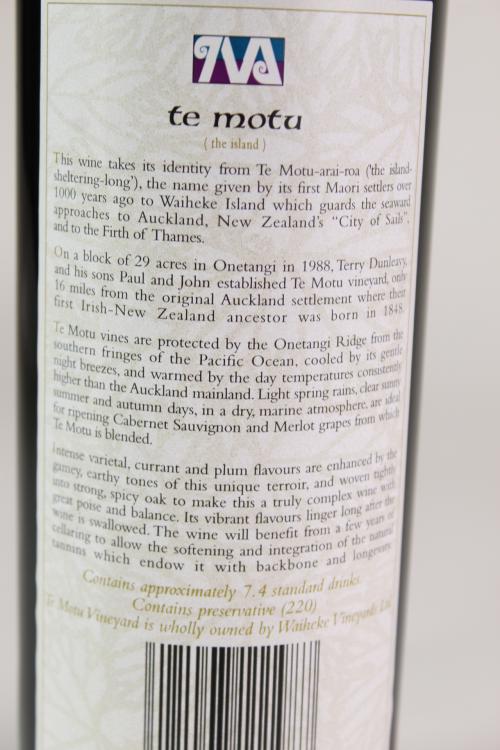 te motu
( the island )
This wine takes its identity from Te Motu-arai-roa ('the island-
sheltering-long'), the name given by its first Maori settlers over
1000 years ago to Waiheke Island which guards the seaward
approaches to Auckland, New Zealand's "City of Sails",
and to the Firth of Thames.
On a block of 29 acres in Onetangi in 1988, Terry Dunleavy,
and his sons Paul and John established Te Motu vineyard, only
16 miles from the original Auckland settlement where their
first Irish-New Zealand ancestor was born in 1848.
Te Motu vines are protected by the Onetangi Ridge from the
southern fringes of the Pacific Ocean, cooled by its gentle
night breezes, and warmed by the day temperatures consistently
higher than the Auckland mainland. Light spring rains, clear sunny
summer and autumn days, in a dry, marine atmosphere, are ideal
for ripening Cabernet Sauvignon and Merlot grapes from which
Te Motu is blended.
Intense varietal, currant and plum flavours are enhanced by the
gamey, earthy tones of this unique terroir, and woven tightly
into strong, spicy oak to make this a truly complex wine with
great poise and balance. Its vibrant flavours linger long after the
wine is swallowed. The wine will benefit from a few years of
cellaring to allow the softening and integration of the natural
tannins which endow it with backbone and longevity.
Contains approximately 7.4 standard drinks.
Contains preservative (220)
Te Motu Vineyard is wholly owned by Waiheke Vineyards Ltd